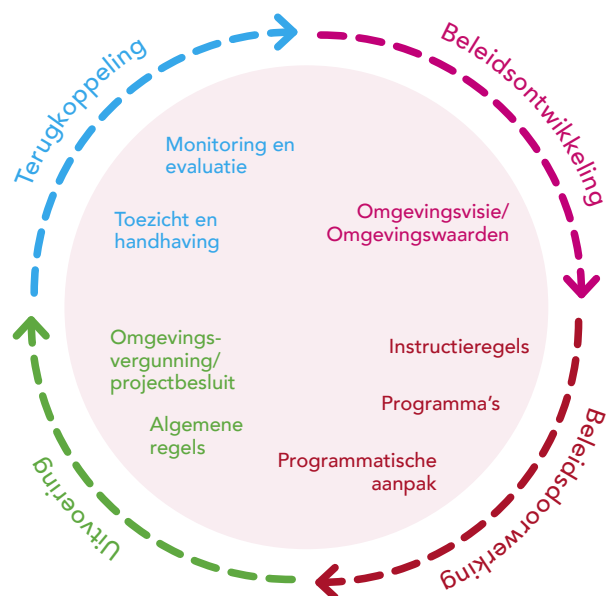 Beleidsontwikkeling
Omgevingsvisie/
Omgevingswaarden
Beleidsdoorwerking
Instructieregels
Programma’s
Programmatische
aanpak
Uitvoering
Omgevings-
vergunning/
projectbesluit
Algemene
regels
Terugkoppeling
Monitoring en
evaluatie
Toezicht en
handhaving